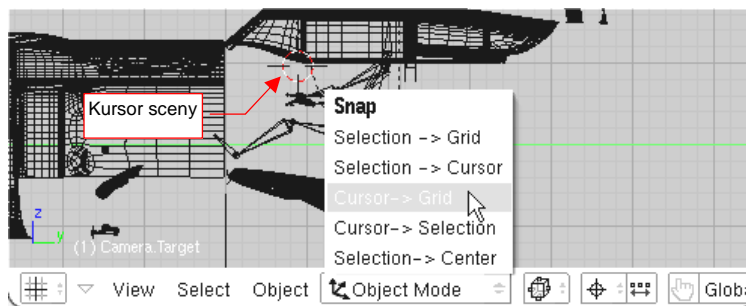 Kursor sceny
Snap
Selection -> Grid
Selection -> Cursor
Cursor-> Grid
Cursor-> Selection
Selection-> Center
z
y
(1) Camera.Target
View Select Object Object Mode Globa